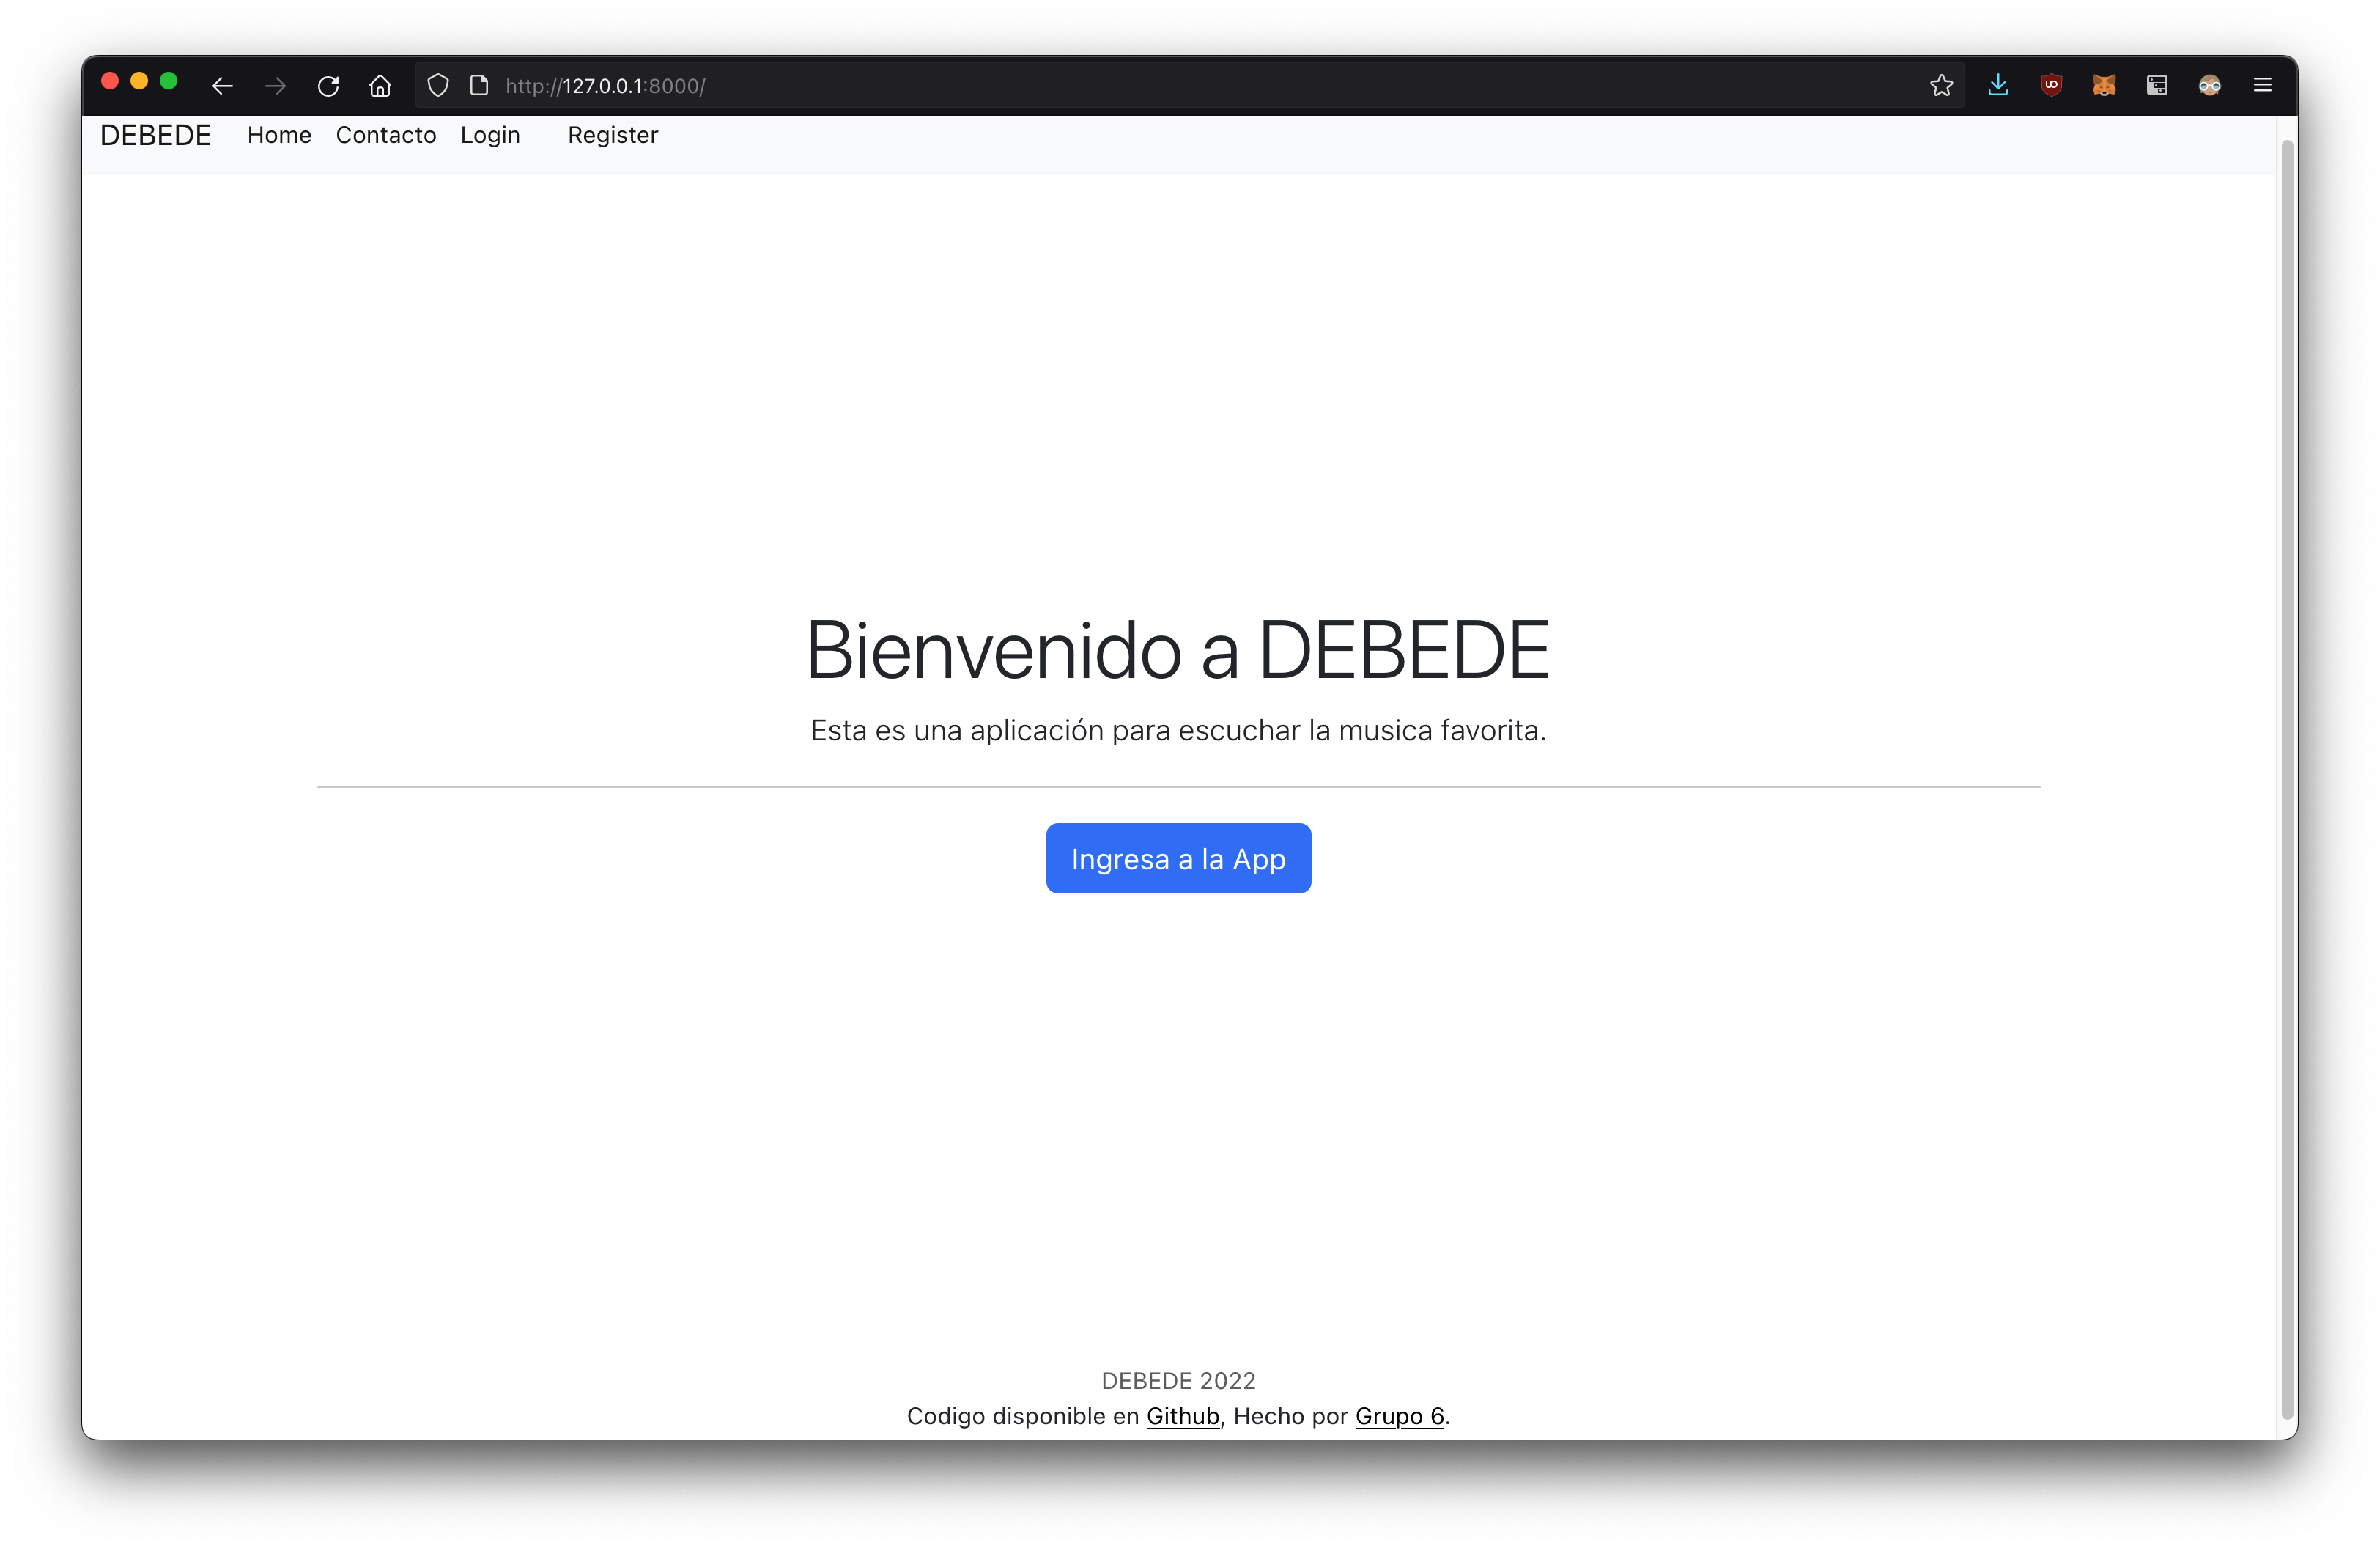 http://127.0.0.1:8000/
DEBEDE Home Contacto Login Register
Bienvenido a DEBEDE
Esta es una aplicación para escuchar la musica favorita.
Ingresa a la App
DEBEDE 2022
Codigo disponible en Github, Hecho por Grupo 6.